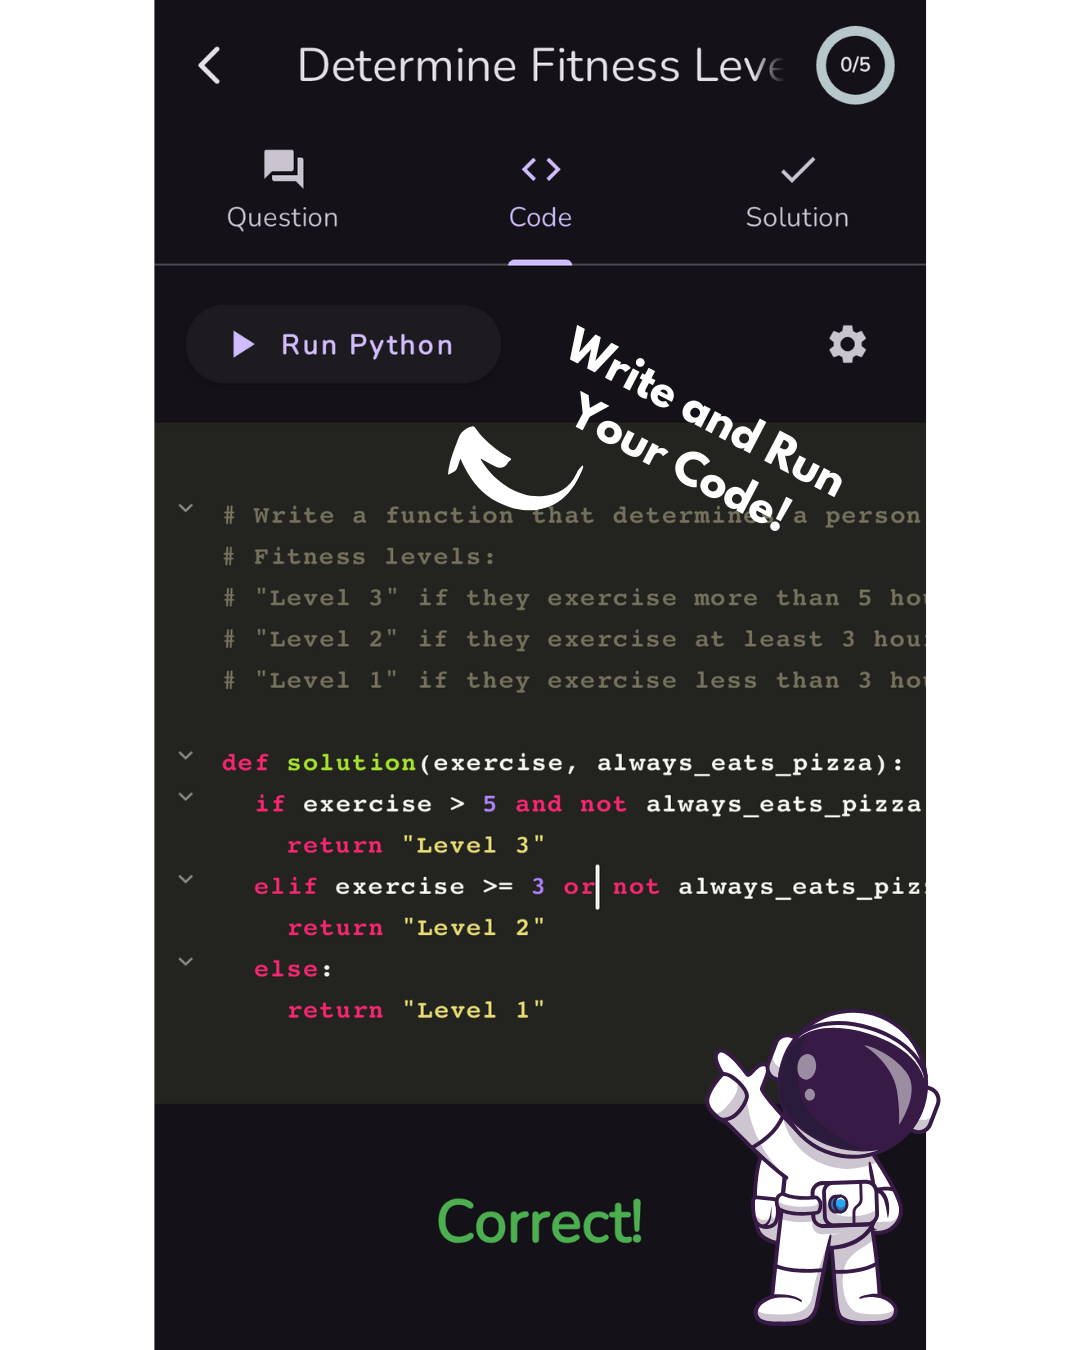 Determine Fitness Leve
0/5
Question
Code
Solution
Run Python
Write and Run
Your Code!
# Write a function that determines a person
# Fitness levels:
# "Level 3" if they exercise more than 5 hou
# "Level 2" if they exercise at least 3 hou
# "Level 1" if they exercise less than 3 hou
def solution(exercise, always_eats_pizza):
if exercise > 5 and not always_eats_pizza
return "Level 3"
elif exercise >= 3 or not always_eats_piz
return "Level 2"
else:
return "Level 1"
Correct!